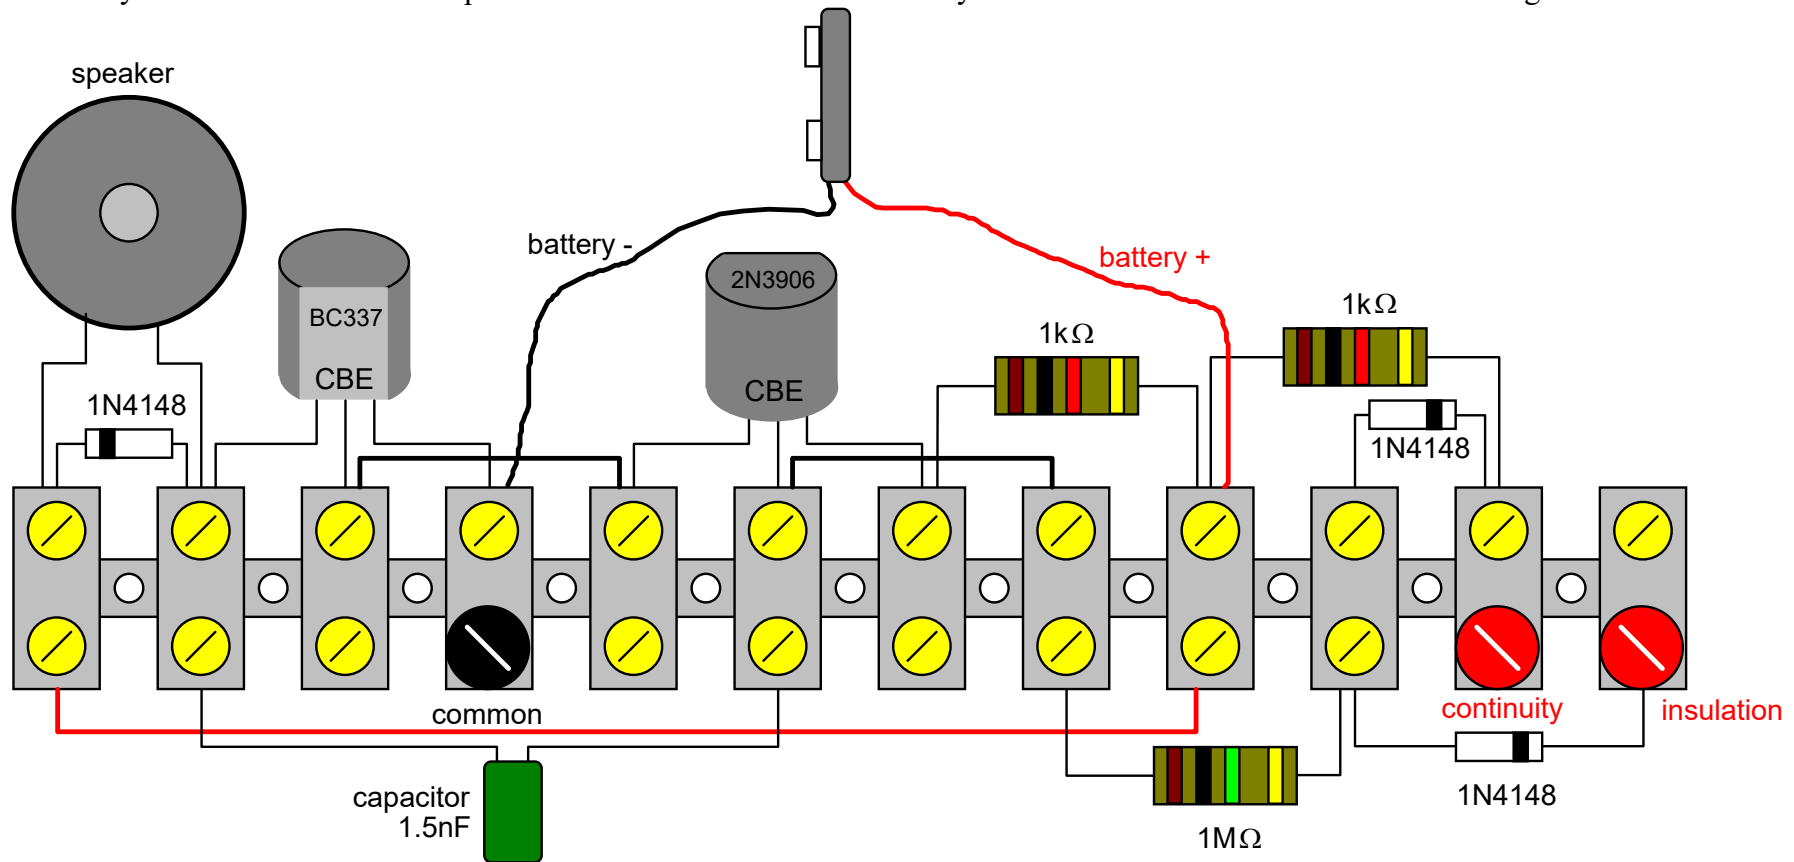 speaker
battery -
battery +
2N3906
1kΩ
1kΩ
BC337
CBE
CBE
1N4148
1N4148
common
continuity
insulation
capacitor
1.5nF
1N4148
1MΩ